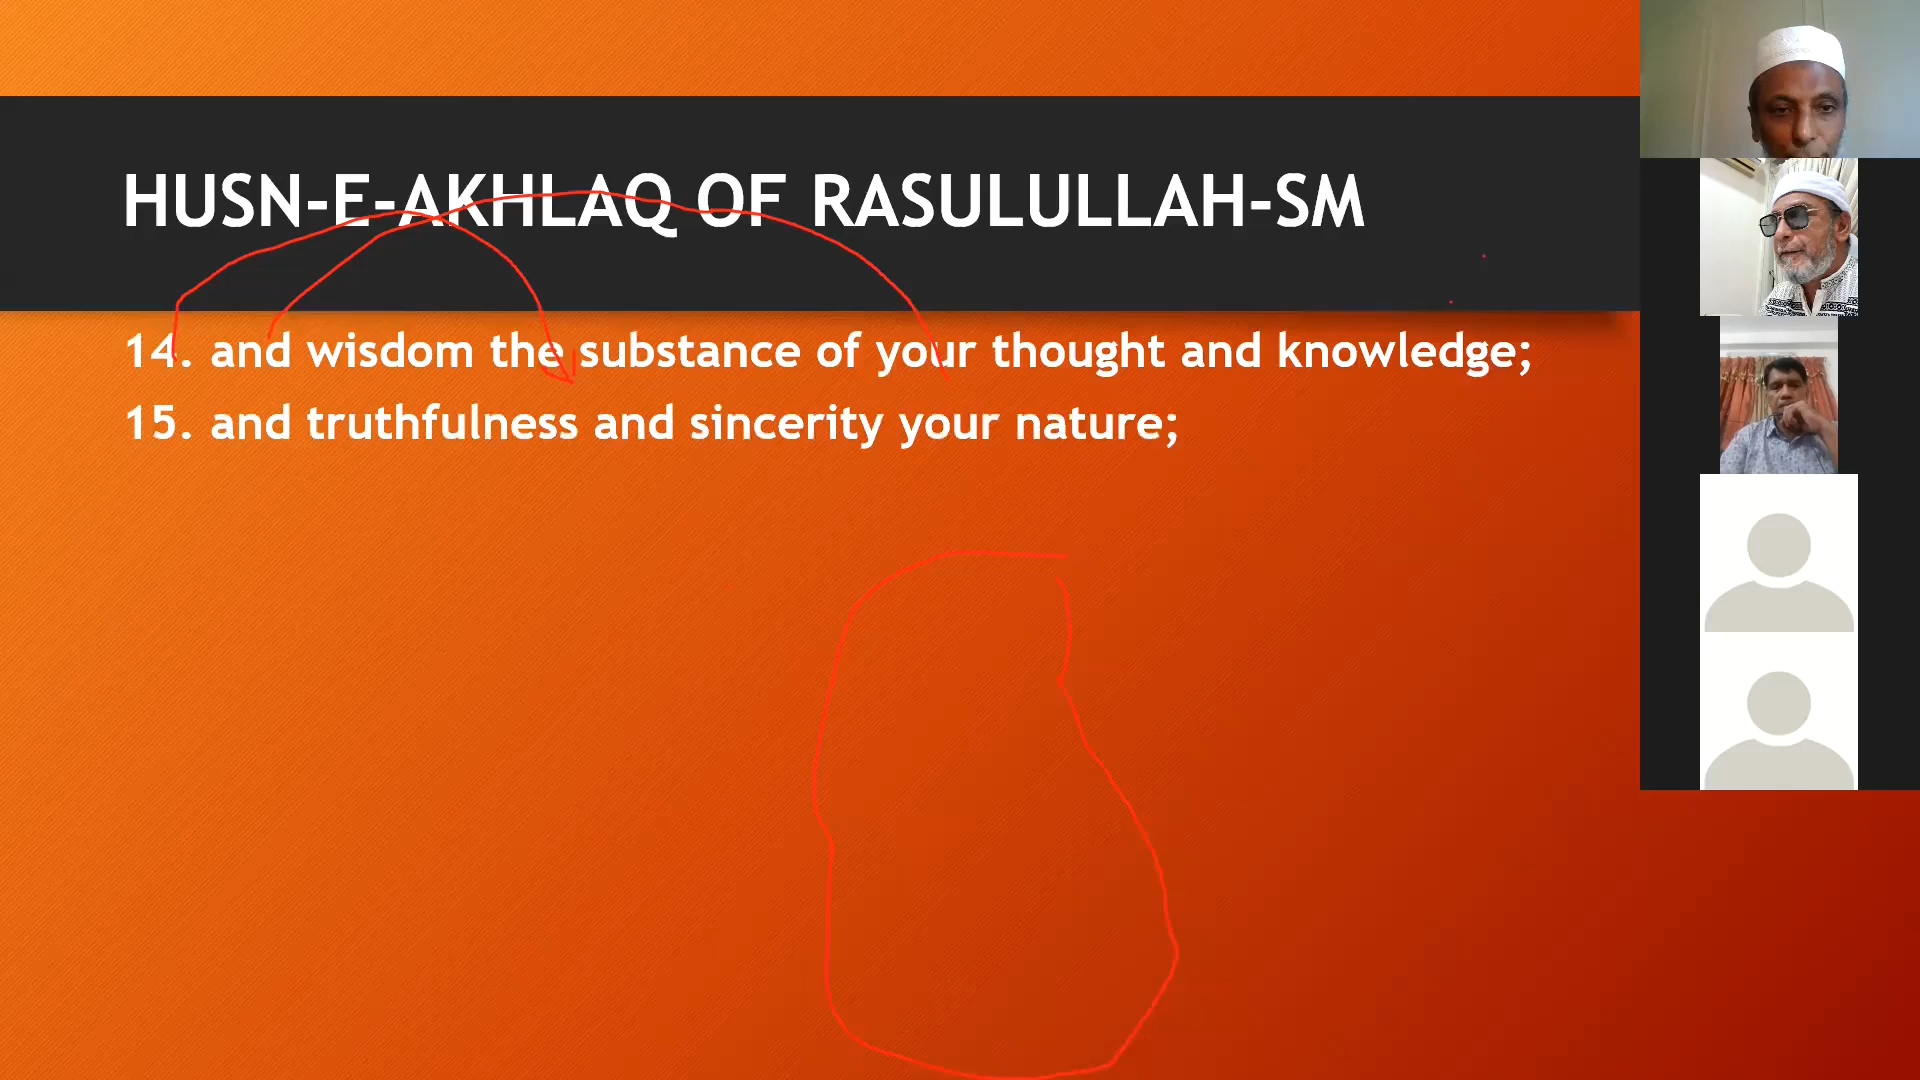 HUSN-E-AKHLAQ OF RASULULLAH-SM
14. and wisdom the substance of your thought and knowledge;
15. and truthfulness and sincerity your nature;